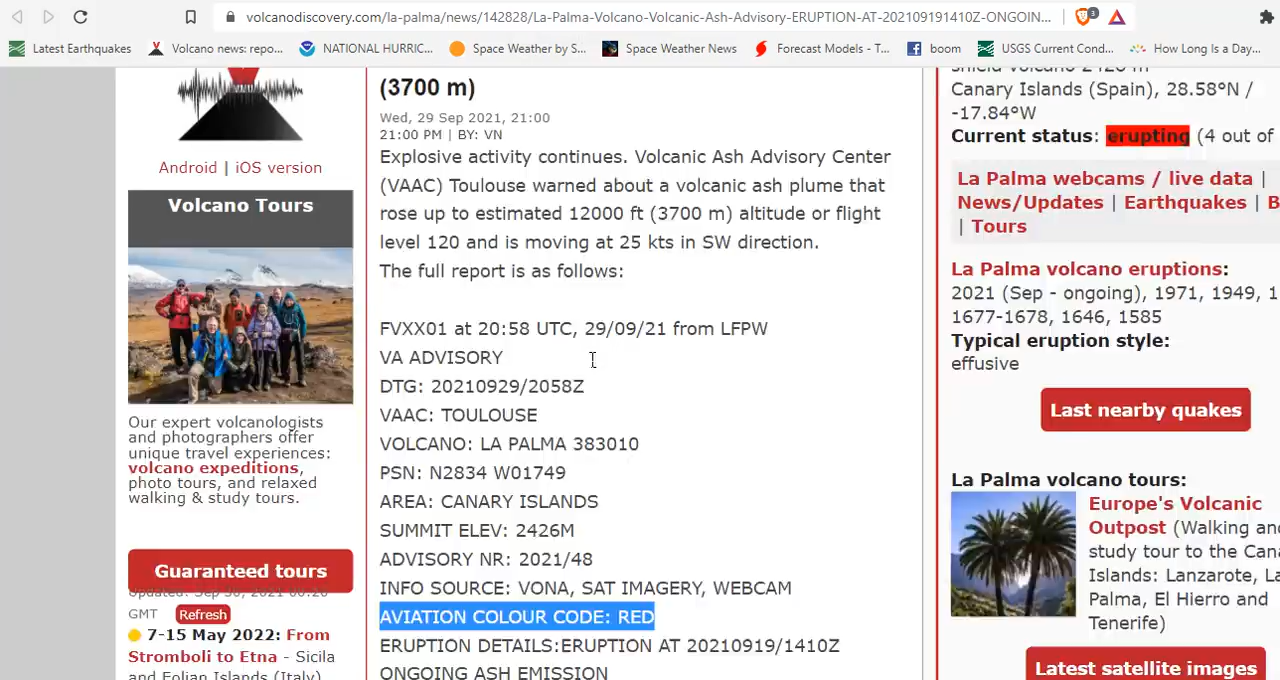 volcanodiscovery.com/la-palma/news/142828/La-Palma-Volcano-Volcanic-Ash-Advisory-ERUPTION-AT-202109191410Z-ONGOIN...
3
Latest Earthquakes
Volcano news: repo...
NATIONAL HURRIC...
Space Weather by S...
Space Weather News
Forecast Models - T...
boom
USGS Current Cond...
How Long Is a Day...
Android | iOS version
Volcano Tours
Our expert volcanologists
and photographers offer
unique travel experiences:
volcano expeditions,
photo tours, and relaxed
walking & study tours.
Guaranteed tours
Updated: Sep 30, 2021 00:20
GMT Refresh
7-15 May 2022: From
Stromboli to Etna - Sicila
and Eolian Islands (Italy)
(3700 m)
Wed, 29 Sep 2021, 21:00
21:00 PM | BY: VN
Explosive activity continues. Volcanic Ash Advisory Center
(VAAC) Toulouse warned about a volcanic ash plume that
rose up to estimated 12000 ft (3700 m) altitude or flight
level 120 and is moving at 25 kts in SW direction.
The full report is as follows:
FVXX01 at 20:58 UTC, 29/09/21 from LFPW
VA ADVISORY
DTG: 20210929/2058Z
VAAC: TOULOUSE
VOLCANO: LA PALMA 383010
PSN: N2834 W01749
AREA: CANARY ISLANDS
SUMMIT ELEV: 2426M
ADVISORY NR: 2021/48
INFO SOURCE: VONA, SAT IMAGERY, WEBCAM
AVIATION COLOUR CODE: RED
ERUPTION DETAILS:ERUPTION AT 20210919/1410Z
ONGOING ASH EMISSION
shield volcano 2426 m
Canary Islands (Spain), 28.58°N /
-17.84°W
Current status: erupting (4 out of
La Palma webcams / live data |
News/Updates | Earthquakes | B
| Tours
La Palma volcano eruptions:
2021 (Sep - ongoing), 1971, 1949, 1
1677-1678, 1646, 1585
Typical eruption style:
effusive
Last nearby quakes
La Palma volcano tours:
Europe's Volcanic
Outpost (Walking and
study tour to the Cana
Islands: Lanzarote, La
Palma, El Hierro and
Tenerife)
Latest satellite images